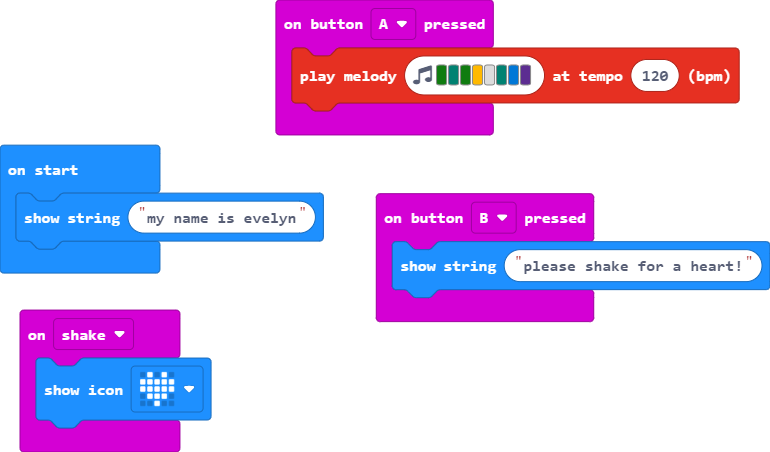 on button A pressed
play melody at tempo 120 (bpm)
on start
show string "my name is evelyn"
on button B pressed
show string "please shake for a heart!"
on shake
show icon